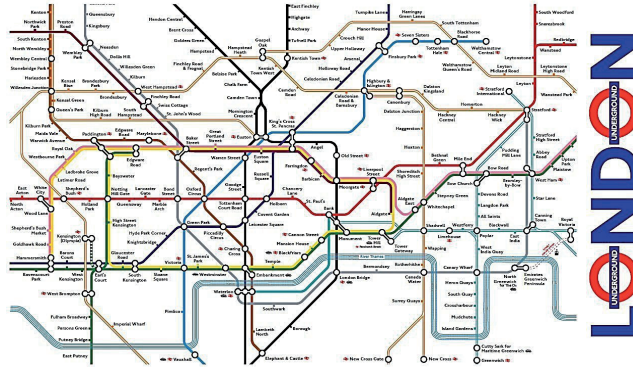 Kenton
Northwick Park
Preston Road
Queensbury
Kingsbury
Hendon Central
Brent Cross
Golders Green
East Finchley
Highgate
Archway
Tufnell Park
Turnpike Lane
Harringay Green Lanes
Crouch Hill
Manor House
South Tottenham
Blackhorse Road
South Woodford
Snaresbrook
South Kenton
North Wembley
Wembley Central
Stonebridge Park
Harlesden
Willesden Junction
Wembley Park
Neasden
Dollis Hill
Willesden Green
Kilburn
Hampstead
Hampstead Heath
Gospel Oak
Finchley Road & Frognal
Belsize Park
Chalk Farm
Camden Town
Kentish Town West
Kentish Town
Upper Holloway
Archway
Seven Sisters
Tottenham Hale
Finsbury Park
Arsenal
Holloway Road
Caledonian Road
Walthamstow Central
Walthamstow Queen's Road
Leyton Midland Road
Leytonstone High Road
Redbridge
Wanstead
Leytonstone
Wanstead Park
Kensal Rise
Brondesbury Park
Brondesbury
West Hampstead
Finchley Road
Swiss Cottage
St. John's Wood
Kensal Green
Queen's Park
Kilburn High Road
South Hampstead
Camden Road
Mornington Crescent
Caledonian Road & Barnsbury
Highbury & Islington
Canonbury
Dalston Kingsland
Dalston Junction
Haggerston
Hoxton
Homerton
Hackney Central
Hackney Wick
Stratford International
Stratford
Leyton
Kilburn Park
Maida Vale
Warwick Avenue
Royal Oak
Westbourne Park
Ladbroke Grove
Latimer Road
Paddington
Edgware Road
Marylebone
Edgware Road
Baker Street
Great Portland Street
Regent's Park
Warren Street
Euston
Euston Square
King's Cross St. Pancras
Angel
Old Street
Farringdon
Barbican
Moorgate
Liverpool Street
Shoreditch High Street
Bethnal Green
Mile End
Bow Road
Bow Church
Bromley-by-Bow
Pudding Mill Lane
Stratford High Street
Abbey Road
West Ham
Upton Park
Plaistow
East Acton
North Acton
White City
Wood Lane
Shepherd's Bush
Holland Park
Notting Hill Gate
Bayswater
Lancaster Gate
Queensway
Bond Street
Marble Arch
Oxford Circus
Goodge Street
Tottenham Court Road
Russell Square
Holborn
Covent Garden
Leicester Square
Chancery Lane
St. Paul's
Bank
Aldgate
Aldgate East
Whitechapel
Stepney Green
Devons Road
Langdon Park
All Saints
Star Lane
Canning Town
Royal Victoria
Shepherd's Bush Market
Goldhawk Road
Hammersmith
Kensington (Olympia)
Barons Court
High Street Kensington
Gloucester Road
South Kensington
Knightsbridge
Hyde Park Corner
Sloane Square
Green Park
Piccadilly Circus
Charing Cross
Victoria
St. James's Park
Westminster
Embankment
Cannon Street
Mansion House
Blackfriars
Monument
Tower Hill
Tower Gateway
Shadwell
Westferry
Limehouse
Poplar
Blackwall
East India
West India Quay
Wapping
River Thames
Ravenscourt Park
West Kensington
Earl's Court
West Brompton
Fulham Broadway
Parsons Green
Putney Bridge
East Putney
Imperial Wharf
Pimlico
Vauxhall
Waterloo
Southwark
Lambeth North
Borough
Elephant & Castle
London Bridge
Bermondsey
Rotherhithe
Canada Water
Surrey Quays
New Cross Gate
New Cross
Canary Wharf
Heron Quays
South Quay
Crossharbour
Mudchute
Island Gardens
Cutty Sark for Maritime Greenwich
Greenwich
North Greenwich
Emirates Greenwich Peninsula
LONDON
UNDERGROUND
UNDERGROUND